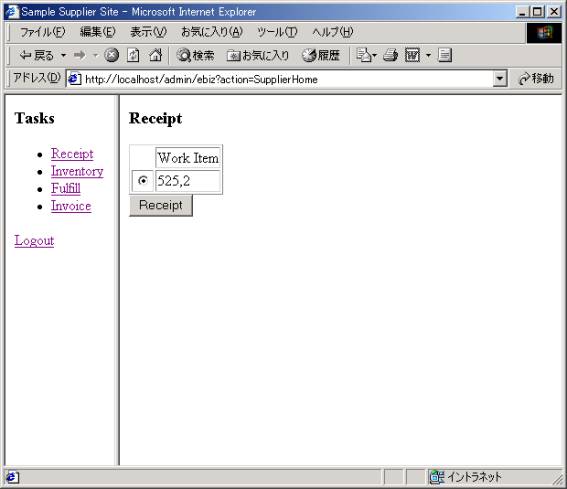 Sample Supplier Site - Microsoft Internet Explorer
ファイル(F) 編集(E) 表示(V) お気に入り(A) ツール(T) ヘルプ(H)
戻る 検索 お気に入り 履歴
アドレス(D) http://localhost/admin/ebiz?action=SupplierHome 移動
Tasks
Receipt
Inventory
Fulfill
Invoice
Logout
Receipt
Work Item
525,2
Receipt
イントラネット